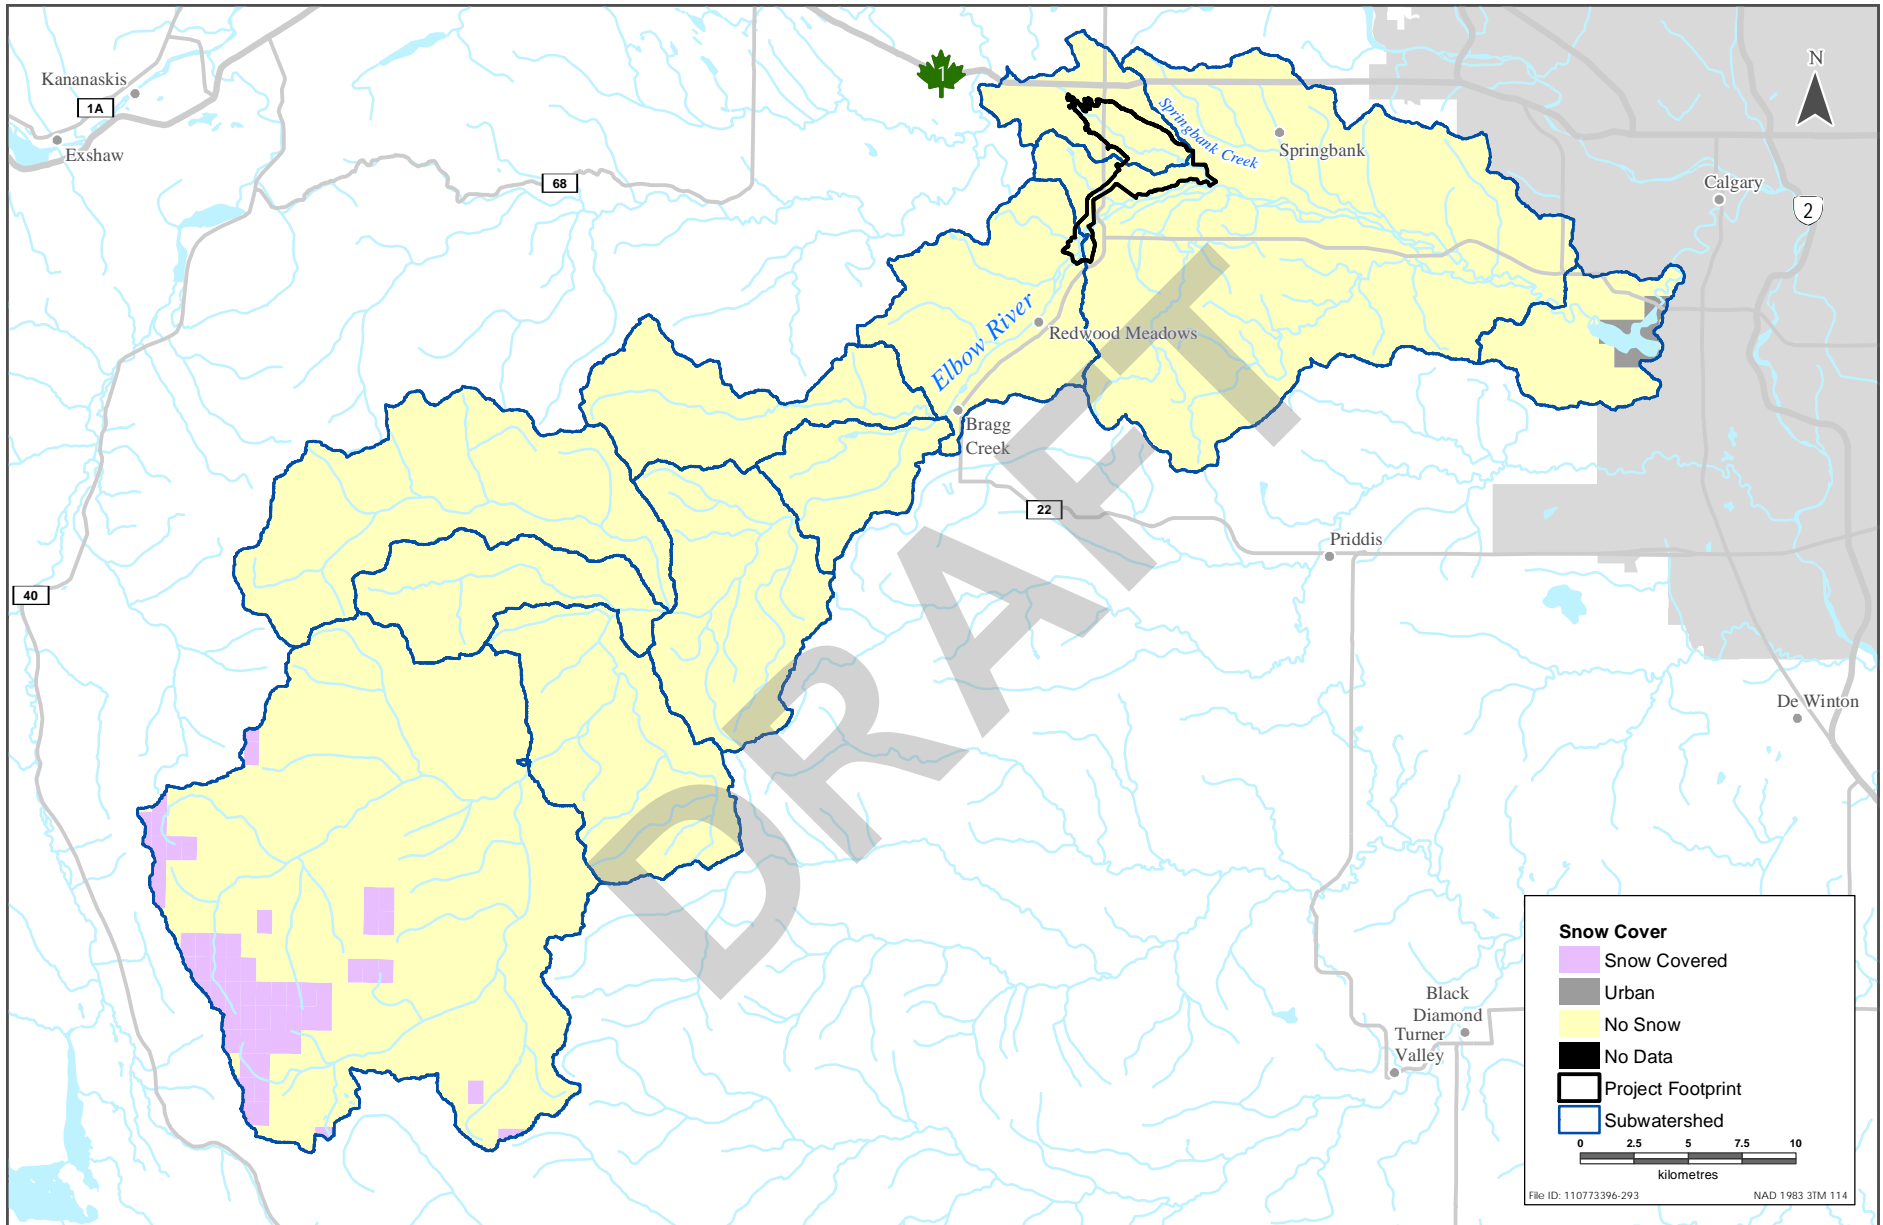 Kananaskis
1A
Exshaw
68
40
1
Springbank Creek
Springbank
N
Calgary
2
Elbow River
Redwood Meadows
Bragg
Creek
22
Priddis
De Winton
Black
Diamond
Turner
Valley
DRAFT
Snow Cover
Snow Covered
Urban
No Snow
No Data
Project Footprint
Subwatershed
0 2.5 5 7.5 10
kilometres
File ID: 110773396-293 NAD 1983 3TM 114